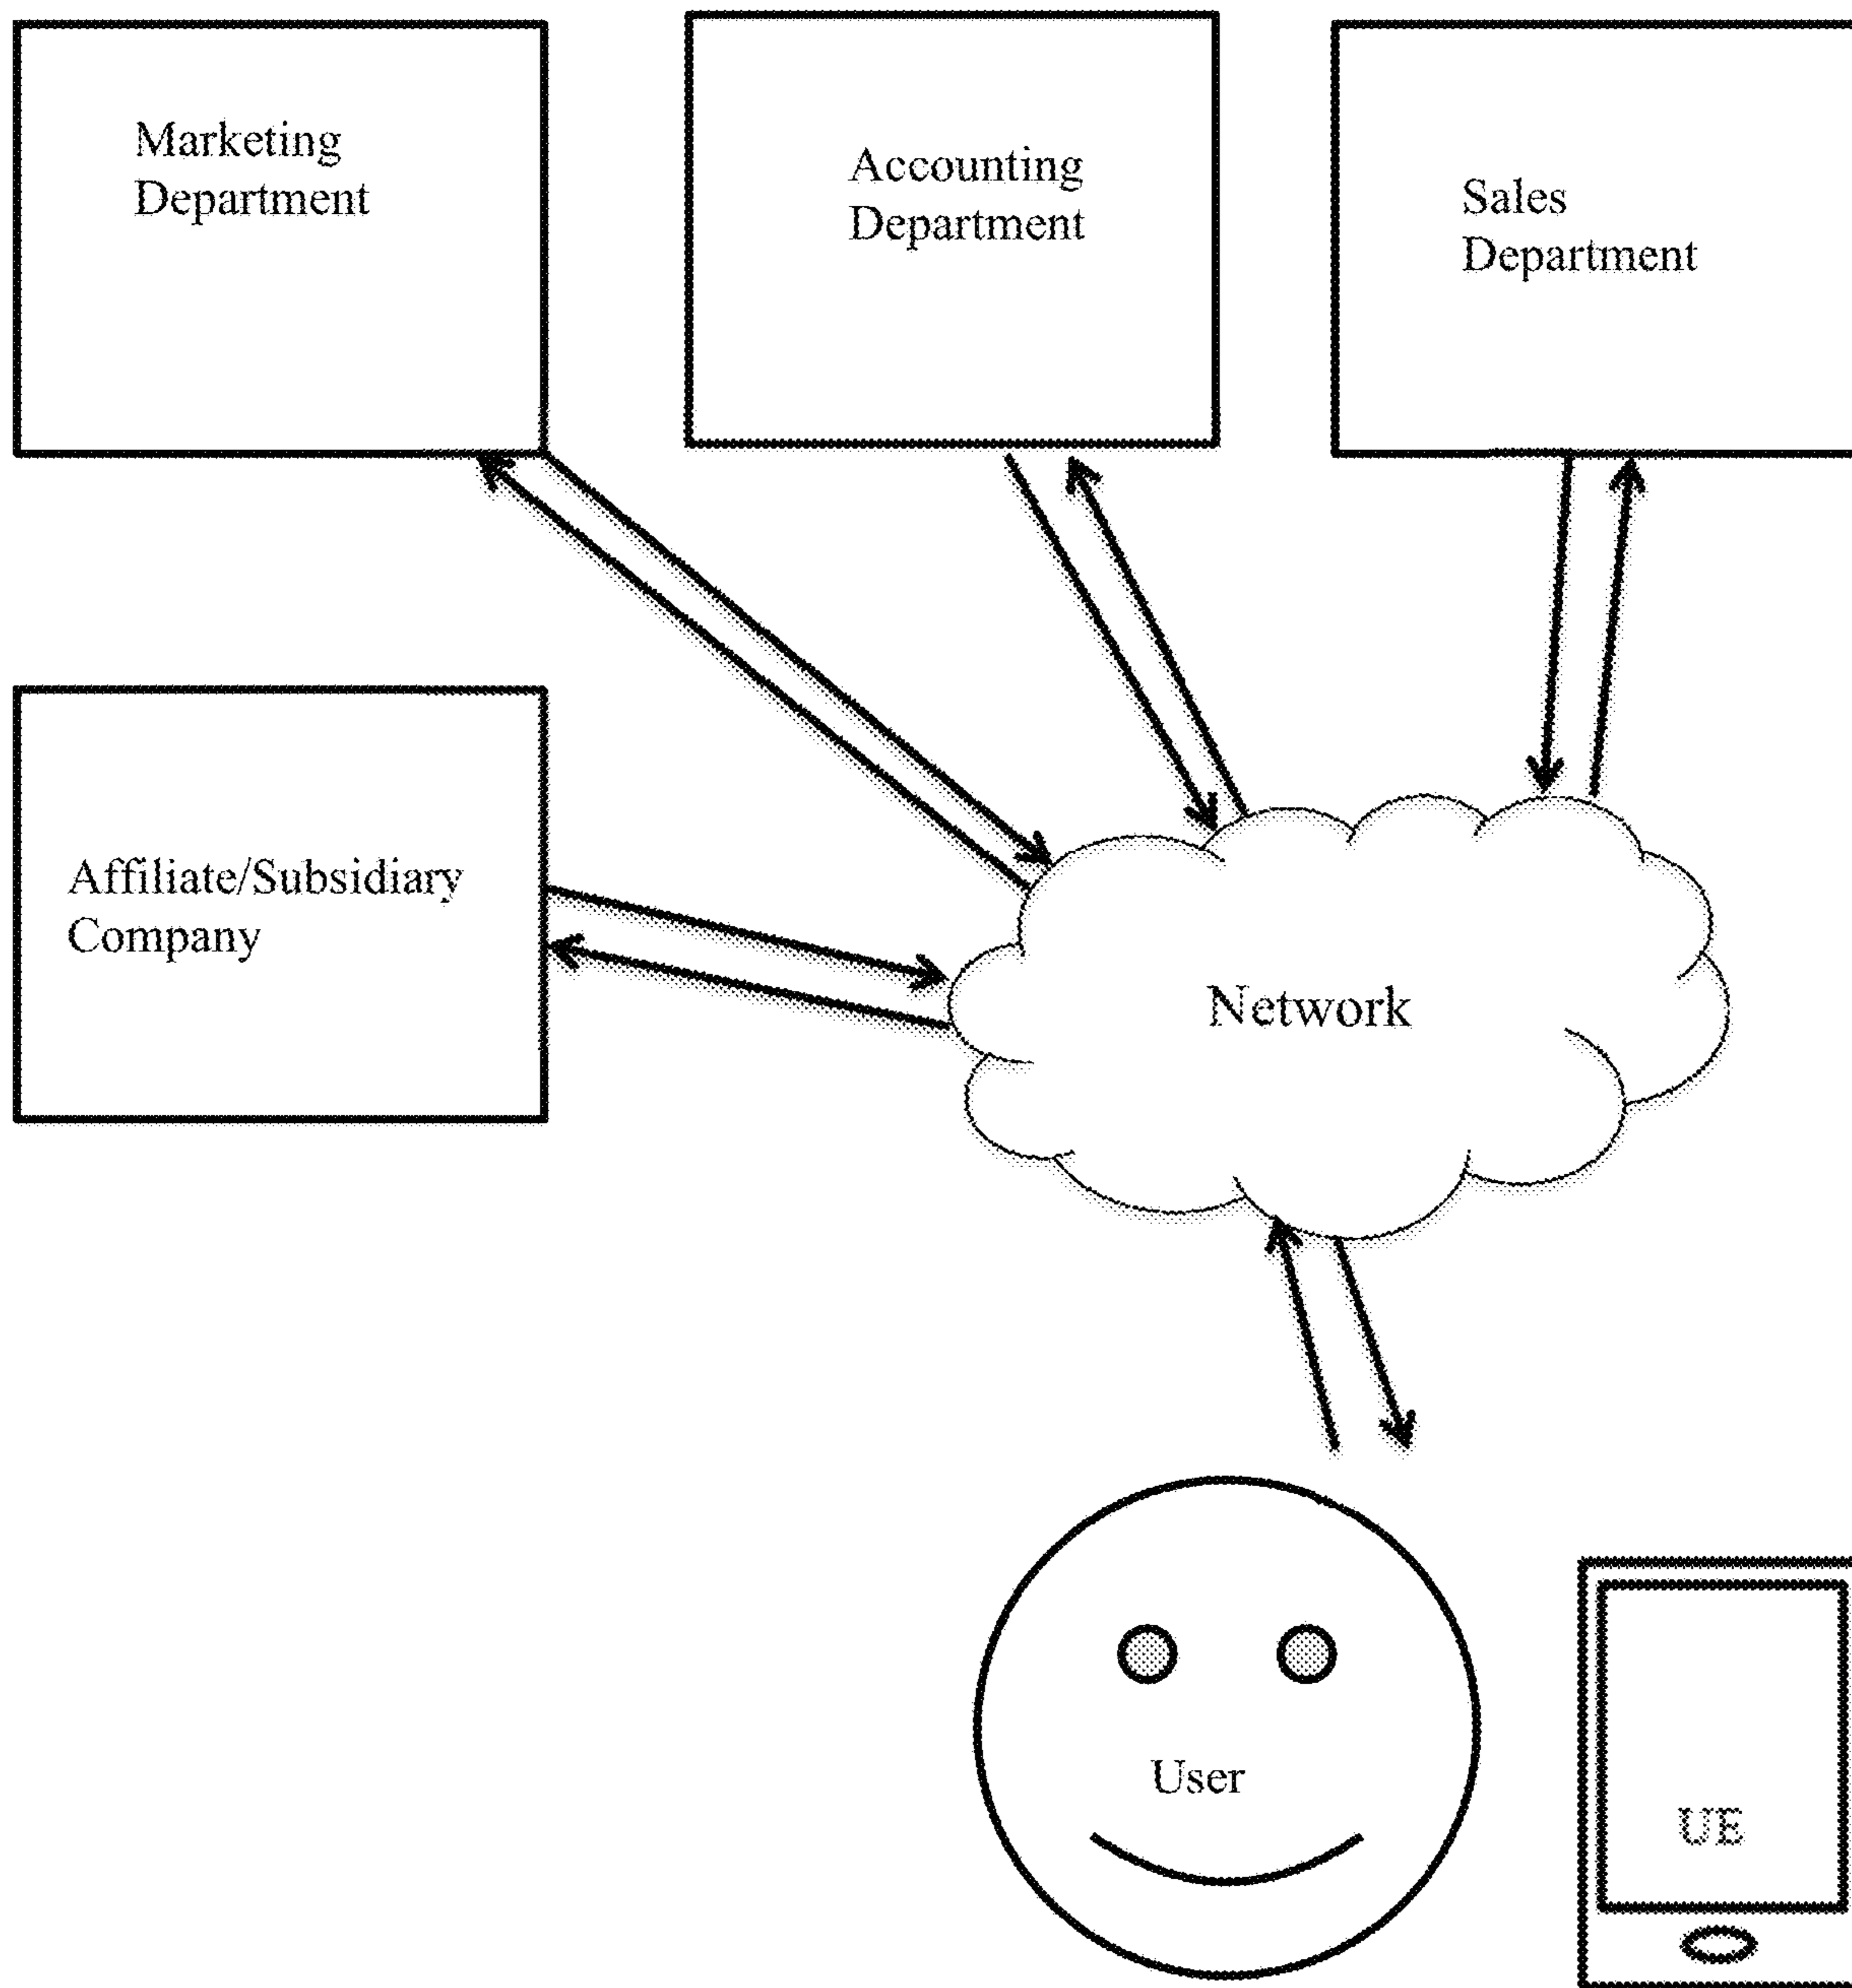 Marketing
Department
Accounting
Department
Sales
Department
Affiliate/Subsidiary
Company
Network
User
UE